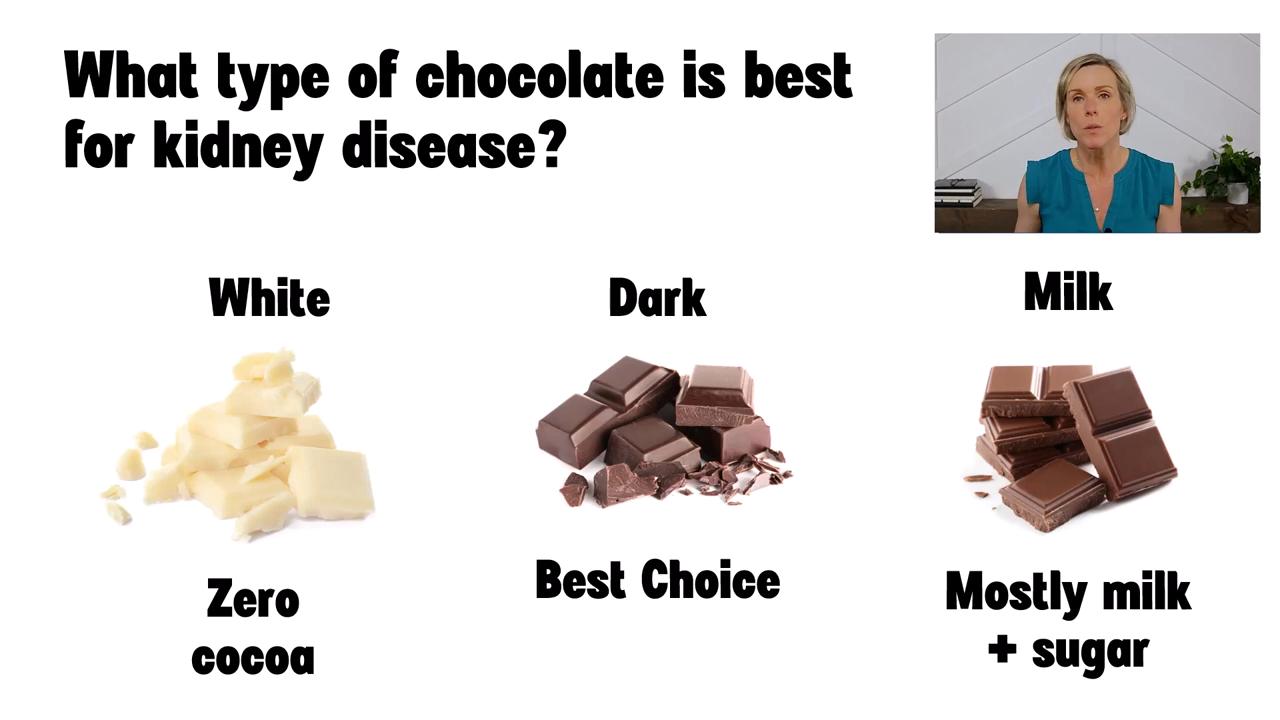 What type of chocolate is best
for kidney disease?
White
Dark
Milk
Zero
cocoa
Best Choice
Mostly milk
+ sugar